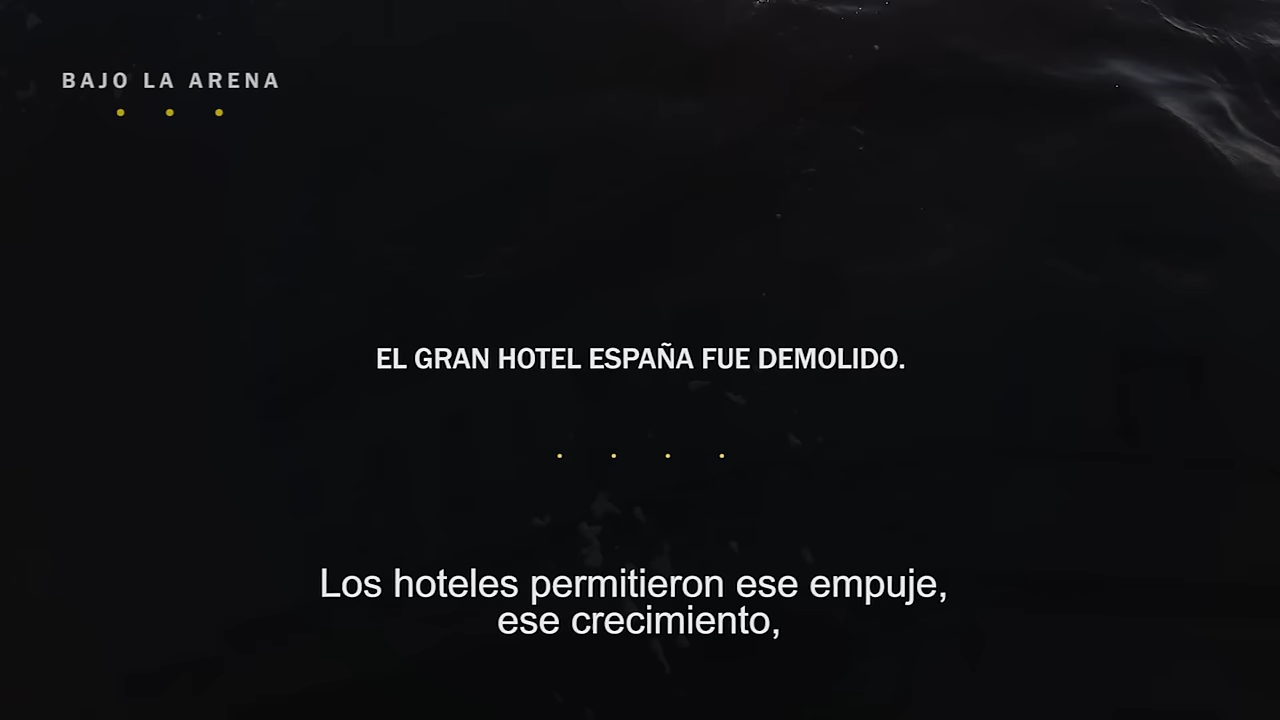 BAJO LA ARENA
EL GRAN HOTEL ESPAÑA FUE DEMOLIDO.
Los hoteles permitieron ese empuje,
ese crecimiento,